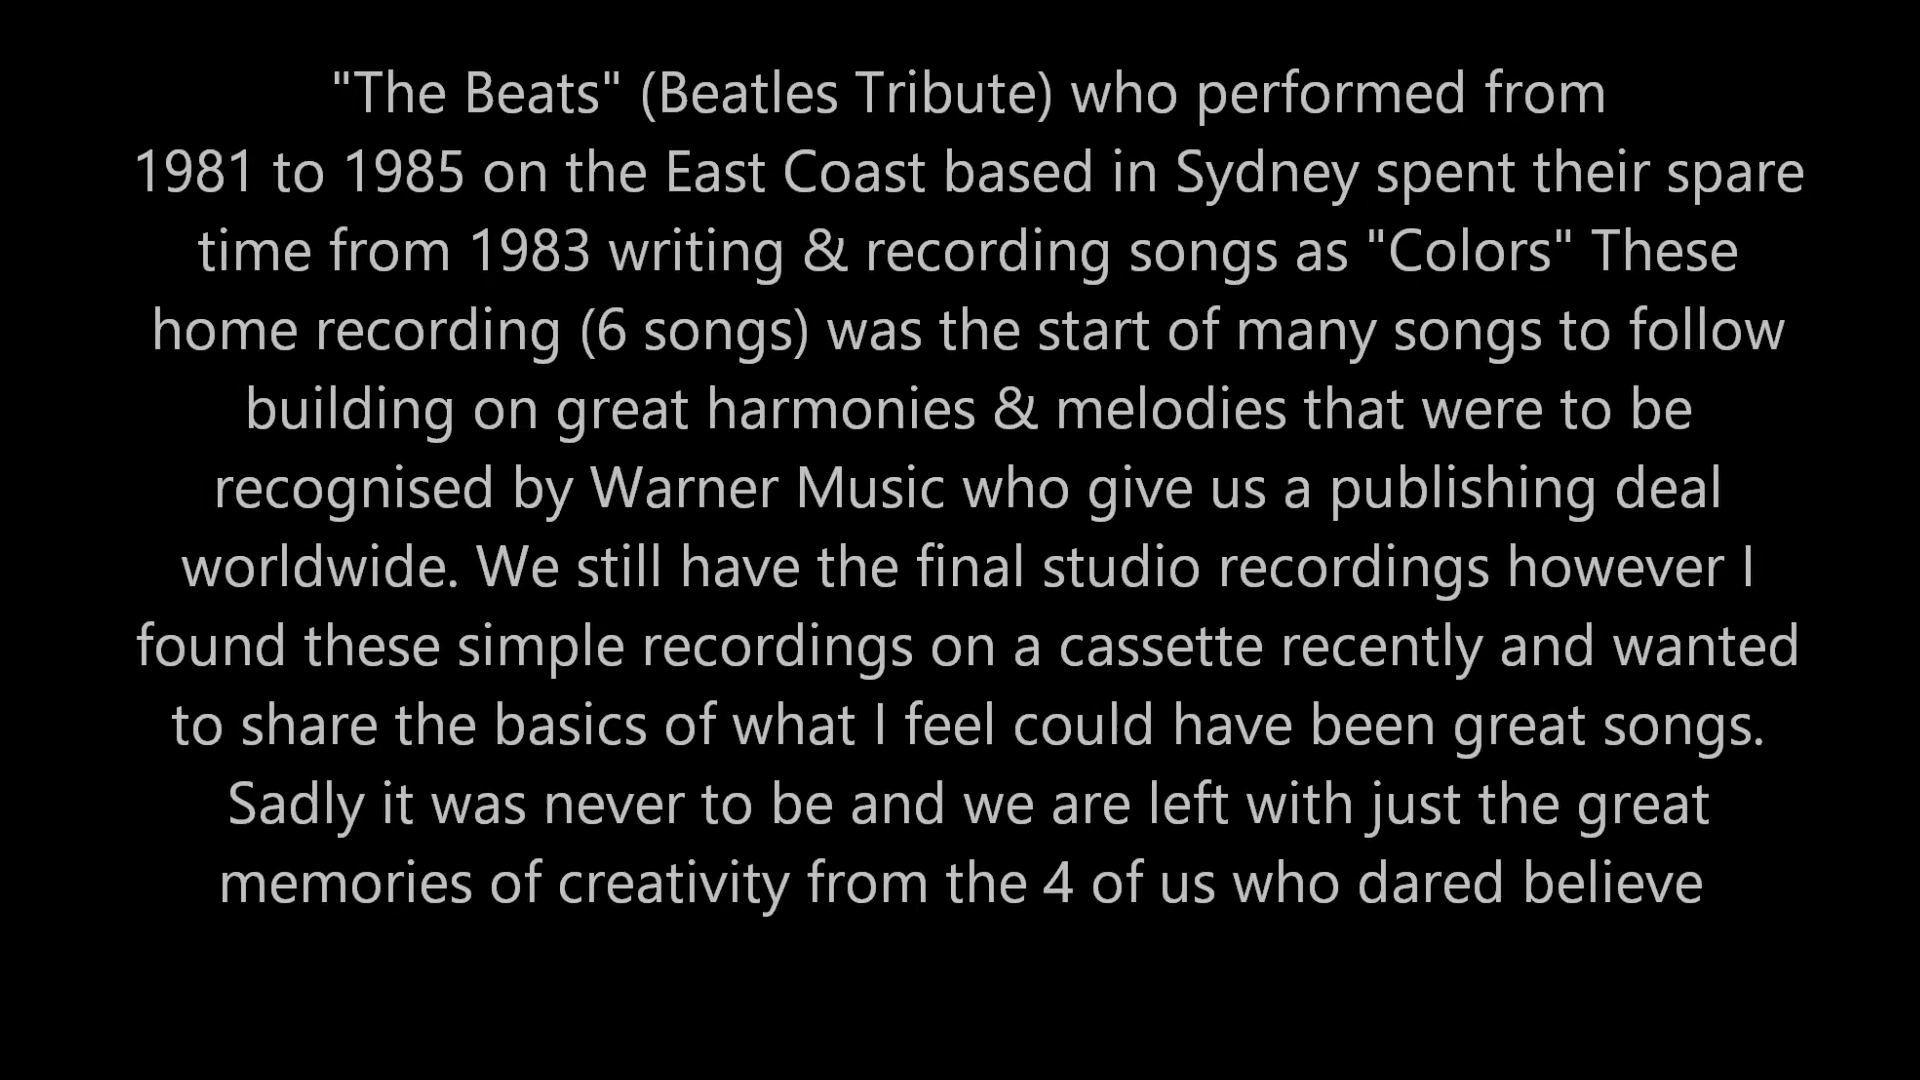 "The Beats" (Beatles Tribute) who performed from
1981 to 1985 on the East Coast based in Sydney spent their spare
time from 1983 writing & recording songs as "Colors" These
home recording (6 songs) was the start of many songs to follow
building on great harmonies & melodies that were to be
recognised by Warner Music who give us a publishing deal
worldwide. We still have the final studio recordings however I
found these simple recordings on a cassette recently and wanted
to share the basics of what I feel could have been great songs.
Sadly it was never to be and we are left with just the great
memories of creativity from the 4 of us who dared believe